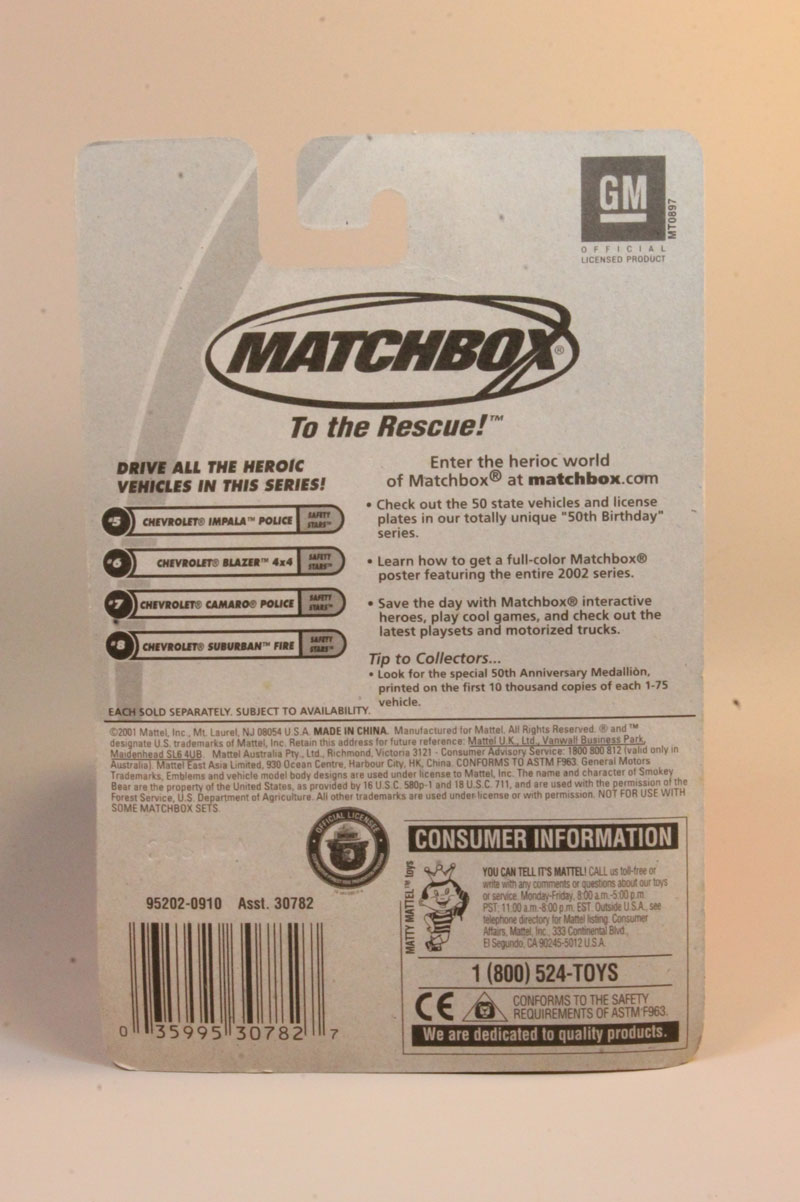 GM
MT0897
OFFICIAL
LICENSED PRODUCT
MATCHBOX®
To the Rescue!™
DRIVE ALL THE HEROIC
VEHICLES IN THIS SERIES!
#5 CHEVROLET® IMPALA™ POLICE SAFETY STARS™
#6 CHEVROLET® BLAZER™ 4x4 SAFETY STARS™
#7 CHEVROLET® CAMARO® POLICE SAFETY STARS™
#8 CHEVROLET® SUBURBAN™ FIRE SAFETY STARS™
EACH SOLD SEPARATELY. SUBJECT TO AVAILABILITY.
Enter the herioc world
of Matchbox® at matchbox.com
• Check out the 50 state vehicles and license
plates in our totally unique "50th Birthday"
series.
• Learn how to get a full-color Matchbox®
poster featuring the entire 2002 series.
• Save the day with Matchbox® interactive
heroes, play cool games, and check out the
latest playsets and motorized trucks.
Tip to Collectors...
• Look for the special 50th Anniversary Medallion,
printed on the first 10 thousand copies of each 1-75
vehicle.
©2001 Mattel, Inc., Mt. Laurel, NJ 08054 U.S.A. MADE IN CHINA. Manufactured for Mattel. All Rights Reserved. ® and ™
designate U.S. trademarks of Mattel, Inc. Retain this address for future reference: Mattel U.K., Ltd., Vanwall Business Park,
Maidenhead SL6 4UB. Mattel Australia Pty., Ltd., Richmond, Victoria 3121 - Consumer Advisory Service: 1800 800 812 (valid only in
Australia). Mattel East Asia Limited, 930 Ocean Centre, Harbour City, HK, China. CONFORMS TO ASTM F963. General Motors
Trademarks, Emblems and vehicle model body designs are used under license to Mattel, Inc. The name and character of Smokey
Bear are the property of the United States, as provided by 16 U.S.C. 580p-1 and 18 U.S.C. 711, and are used with the permission of the
Forest Service, U.S. Department of Agriculture. All other trademarks are used under license or with permission. NOT FOR USE WITH
SOME MATCHBOX SETS.
OFFICIAL LICENSEE
SMOKEY
95202-0910 Asst. 30782
0 35995 30782 7
CONSUMER INFORMATION
MATTY MATTEL™ toys
YOU CAN TELL IT'S MATTEL! CALL us toll-free or
write with any comments or questions about our toys
or service. Monday-Friday, 8:00 a.m.-5:00 p.m.
PST; 11:00 a.m.-8:00 p.m. EST. Outside U.S.A., see
telephone directory for Mattel listing. Consumer
Affairs, Mattel, Inc., 333 Continental Blvd.,
El Segundo, CA 90245-5012 U.S.A.
1 (800) 524-TOYS
CE
CONFORMS TO THE SAFETY
REQUIREMENTS OF ASTM F963.
We are dedicated to quality products.